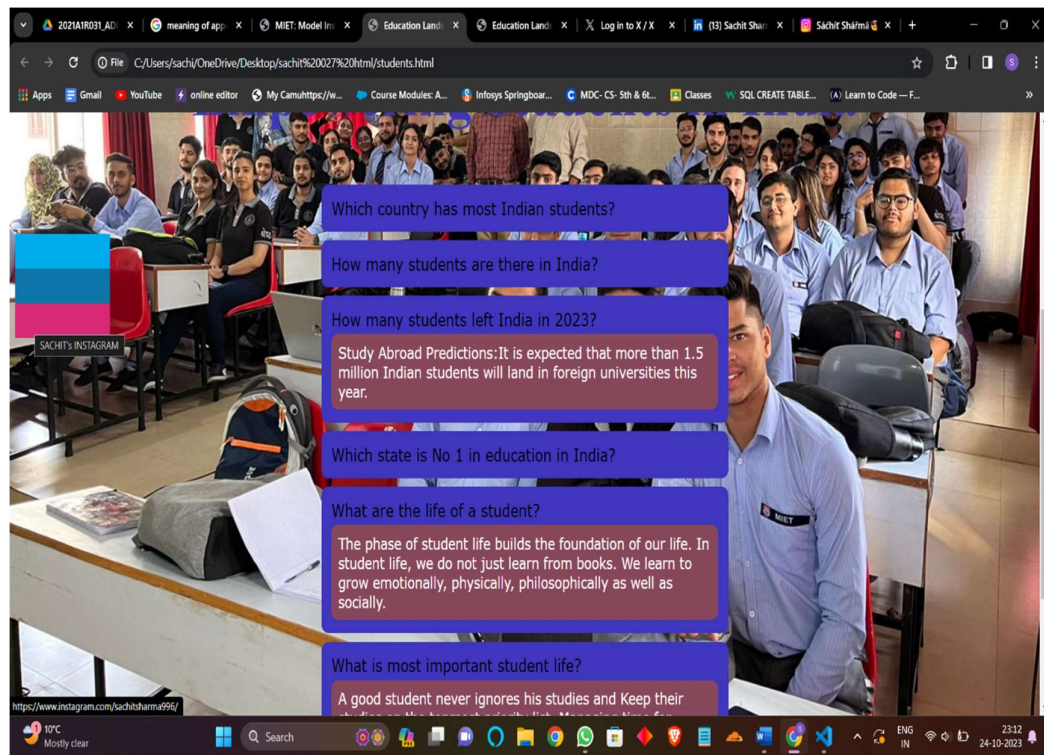 2021A1R031_AD
meaning of app
MIET: Model Ins
Education Lands
Education Lands
Log in to X / X
(13) Sachit Shar
Sáchít Shářmâ
File C:/Users/sachi/OneDrive/Desktop/sachit%20027%20html/students.html
Apps
Gmail
YouTube
online editor
My Camuhttps://w...
Course Modules: A...
Infosys Springboar...
MDC- CS- 5th & 6t...
Classes
SQL CREATE TABLE...
Learn to Code — F...
»
Which country has most Indian students?
How many students are there in India?
How many students left India in 2023?
Study Abroad Predictions:It is expected that more than 1.5
million Indian students will land in foreign universities this
year.
SACHIT's INSTAGRAM
Which state is No 1 in education in India?
What are the life of a student?
The phase of student life builds the foundation of our life. In
student life, we do not just learn from books. We learn to
grow emotionally, physically, philosophically as well as
socially.
MIET
What is most important student life?
A good student never ignores his studies and Keep their
https://www.instagram.com/sachitsharma996/
10°C
Mostly clear
Search
ENG
IN
23:12
24-10-2023